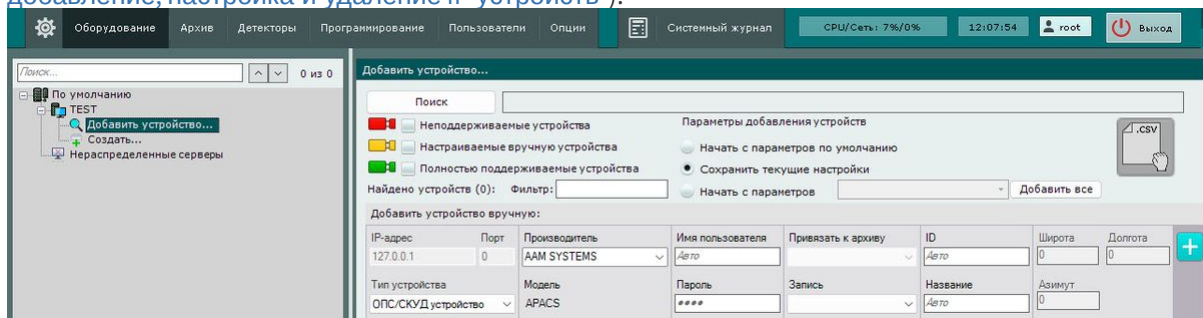 добавление, настройка и удаление IP-устройств").
Оборудование Архив Детекторы Программирование Пользователи Опции Системный журнал CPU/Сеть: 7%/0% 12:07:54 root Выход
Поиск... 0 из 0
По умолчанию
TEST
Добавить устройство...
Создать...
Нераспределенные серверы
Добавить устройство...
Поиск
Неподдерживаемые устройства
Настраиваемые вручную устройства
Полностью поддерживаемые устройства
Найдено устройств (0): Фильтр:
Параметры добавления устройств
Начать с параметров по умолчанию
Сохранить текущие настройки
Начать с параметров Добавить все
.CSV
Добавить устройство вручную:
IP-адрес Порт Производитель Имя пользователя Привязать к архиву ID Широта Долгота
127.0.0.1 0 AAM SYSTEMS Авто Авто 0 0
Тип устройства Модель Пароль Запись Название Азимут
ОПС/СКУД устройство APACS **** Авто 0